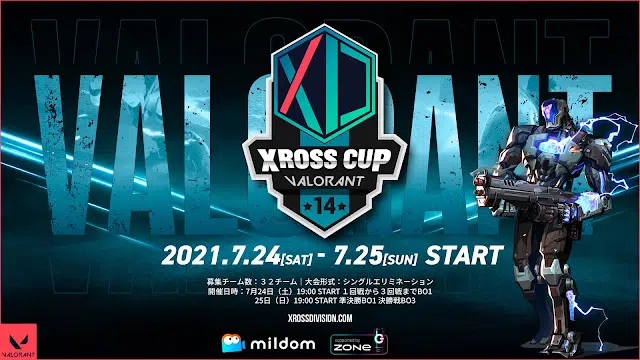 VALORANT
XD
XROSS CUP
VALORANT
★14★
2021.7.24[SAT] - 7.25[SUN] START
募集チーム数：３２チーム｜大会形式：シングルエリミネーション
開催日時：7月24日（土）19:00 START １回戦から３回戦までBO1
25日（日）19:00 START 準決勝BO1 決勝戦BO3
XROSSDIVISION.COM
VALORANT
mildom
supported by
ZONe
G